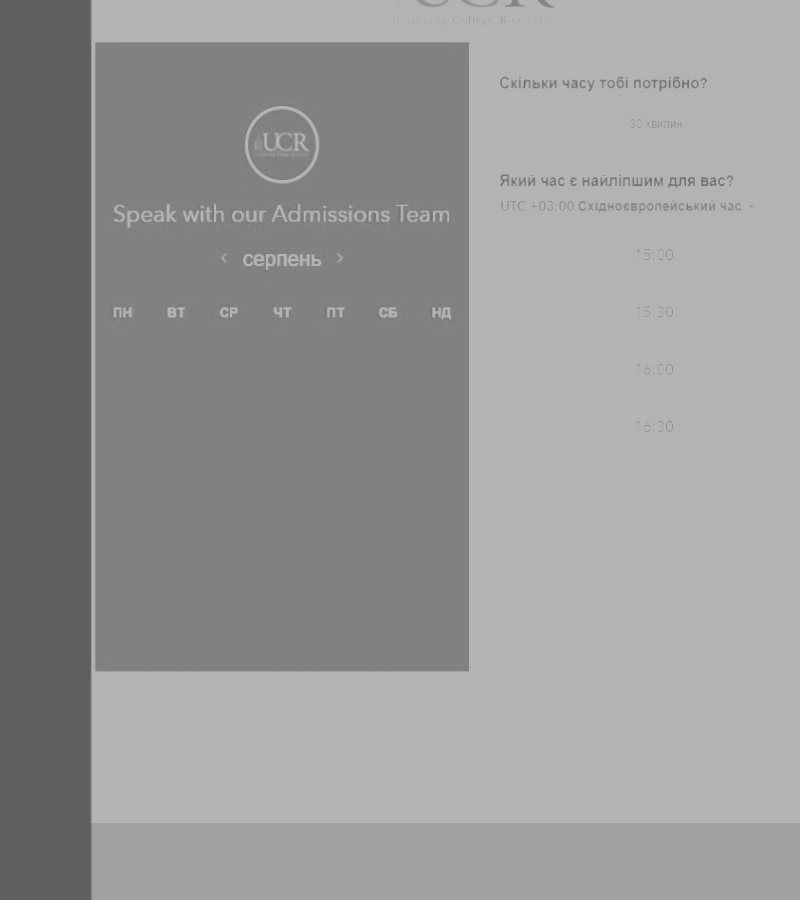 UCR
University College Roosevelt
UCR
Speak with our Admissions Team
‹ серпень ›
ПН ВТ СР ЧТ ПТ СБ НД
Скільки часу тобі потрібно?
30 хвилин
Який час є найліпшим для вас?
UTC +03:00 Східноєвропейський час
15:00
15:30
16:00
16:30